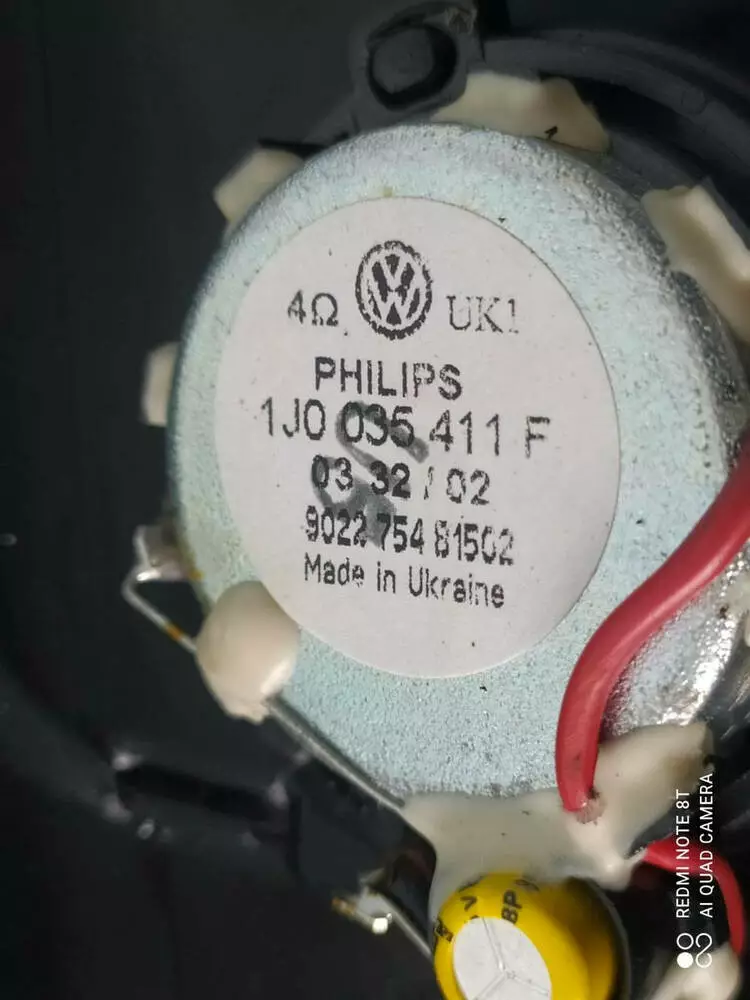 4Ω UK1
PHILIPS
1J0 035 411 F
03 32 / 02
9022 754 81502
Made in Ukraine
BP
REDMI NOTE 8T
AI QUAD CAMERA